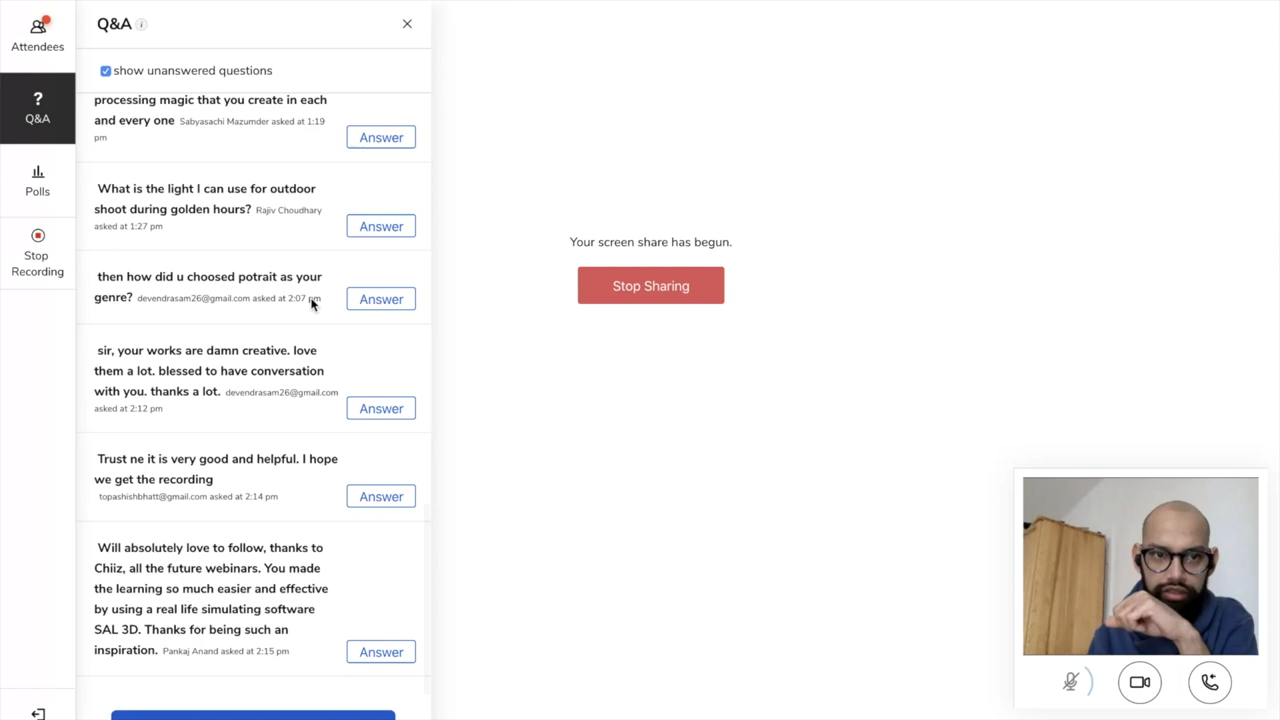 Attendees
?
Q&A
Polls
Stop
Recording
Q&A i
show unanswered questions
processing magic that you create in each
and every one Sabyasachi Mazumder asked at 1:19
pm
Answer
What is the light I can use for outdoor
shoot during golden hours? Rajiv Choudhary
asked at 1:27 pm
Answer
then how did u choosed potrait as your
genre? devendrasam26@gmail.com asked at 2:07 pm
Answer
sir, your works are damn creative. love
them a lot. blessed to have conversation
with you. thanks a lot. devendrasam26@gmail.com
asked at 2:12 pm
Answer
Trust ne it is very good and helpful. I hope
we get the recording
topashishbhatt@gmail.com asked at 2:14 pm
Answer
Will absolutely love to follow, thanks to
Chiiz, all the future webinars. You made
the learning so much easier and effective
by using a real life simulating software
SAL 3D. Thanks for being such an
inspiration. Pankaj Anand asked at 2:15 pm
Answer
Your screen share has begun.
Stop Sharing